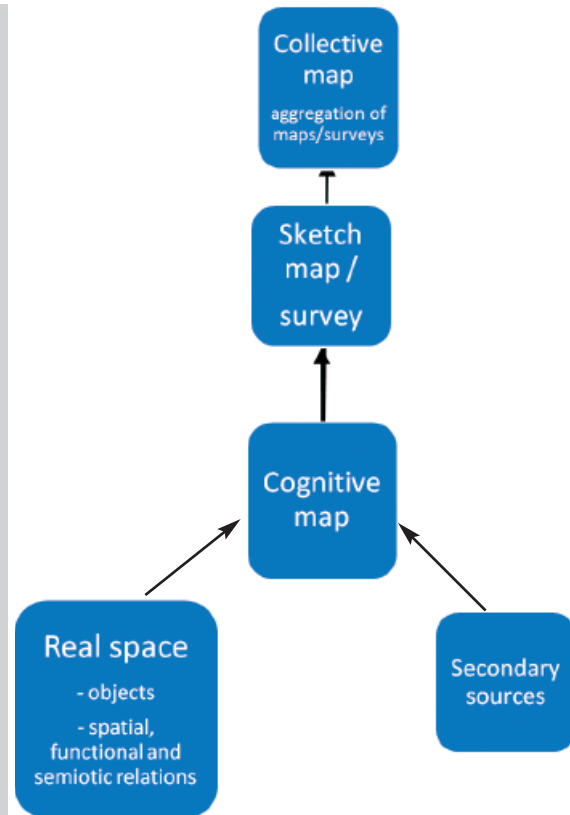 Collective
map
aggregation of
maps/surveys
Sketch
map /
survey
Cognitive
map
Real space
- objects
- spatial,
functional and
semiotic relations
Secondary
sources